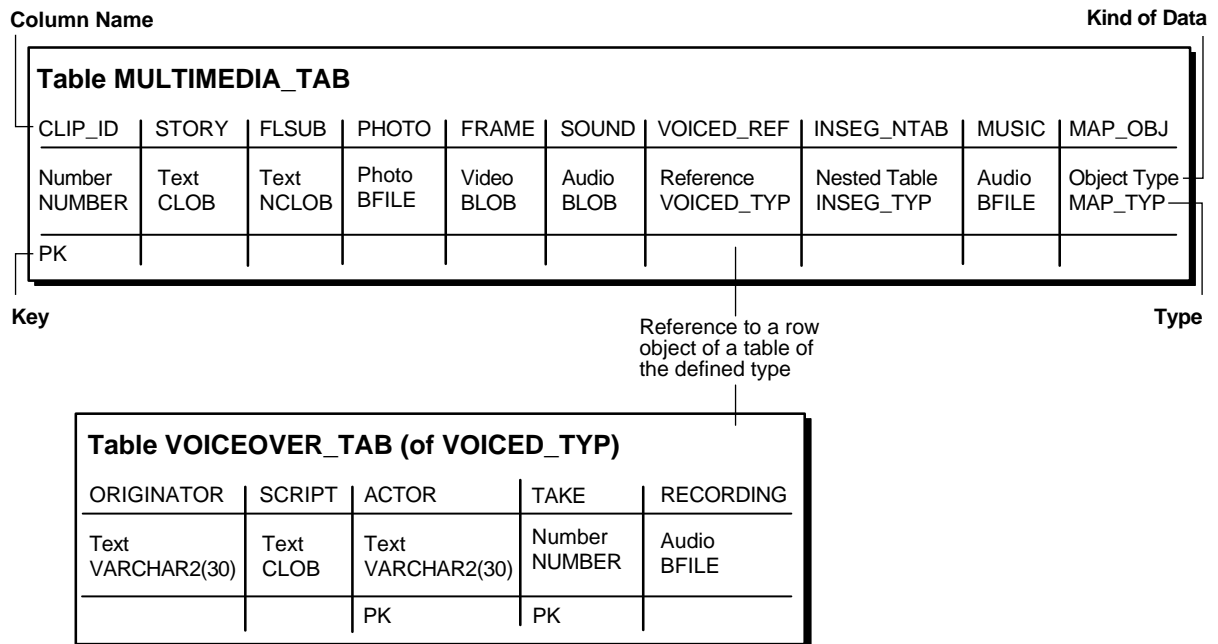 Column Name Kind of Data
Table MULTIMEDIA_TAB
CLIP_ID STORY FLSUB PHOTO FRAME SOUND VOICED_REF INSEG_NTAB MUSIC MAP_OBJ
Number Text Text Photo Video Audio Reference Nested Table Audio Object Type
NUMBER CLOB NCLOB BFILE BLOB BLOB VOICED_TYP INSEG_TYP BFILE MAP_TYP
PK
Key Type
Reference to a row
object of a table of
the defined type
Table VOICEOVER_TAB (of VOICED_TYP)
ORIGINATOR SCRIPT ACTOR TAKE RECORDING
Text Text Text Number Audio
VARCHAR2(30) CLOB VARCHAR2(30) NUMBER BFILE
PK PK